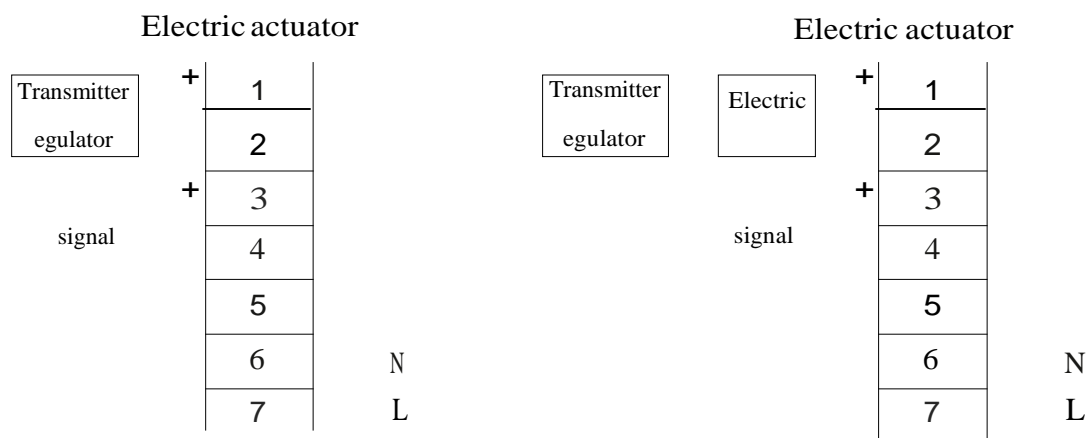 Electric actuator
Transmitter
egulator
+
1
2
+
3
signal
4
5
6
N
7
L
Electric actuator
Transmitter
egulator
Electric
+
1
2
+
3
signal
4
5
6
N
7
L